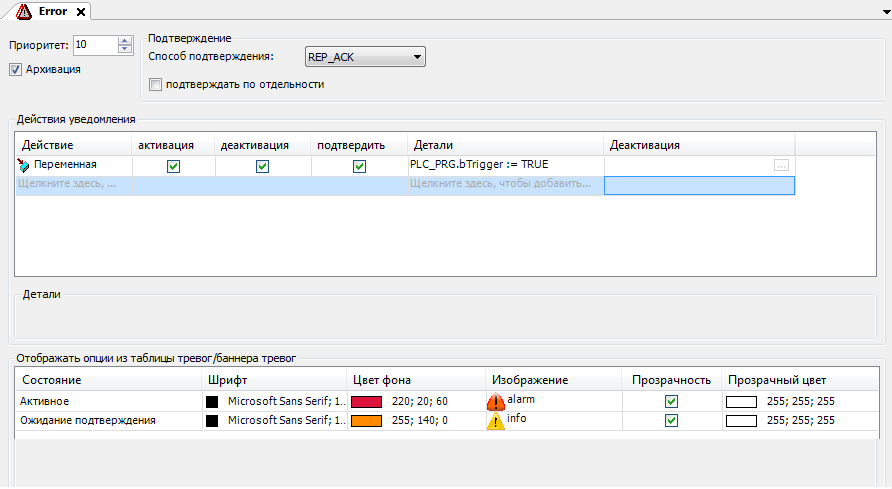 Error
Приоритет: 10
Архивация
Подтверждение
Способ подтверждения: REP_ACK
подтверждать по отдельности
Действия уведомления
Действие активация деактивация подтвердить Детали Деактивация
Переменная PLC_PRG.bTrigger := TRUE ...
Щелкните здесь, ... Щелкните здесь, чтобы добавить...
Детали
Отображать опции из таблицы тревог/баннера тревог
Состояние Шрифт Цвет фона Изображение Прозрачность Прозрачный цвет
Активное Microsoft Sans Serif; 1... 220; 20; 60 alarm 255; 255; 255
Ожидание подтверждения Microsoft Sans Serif; 1... 255; 140; 0 info 255; 255; 255